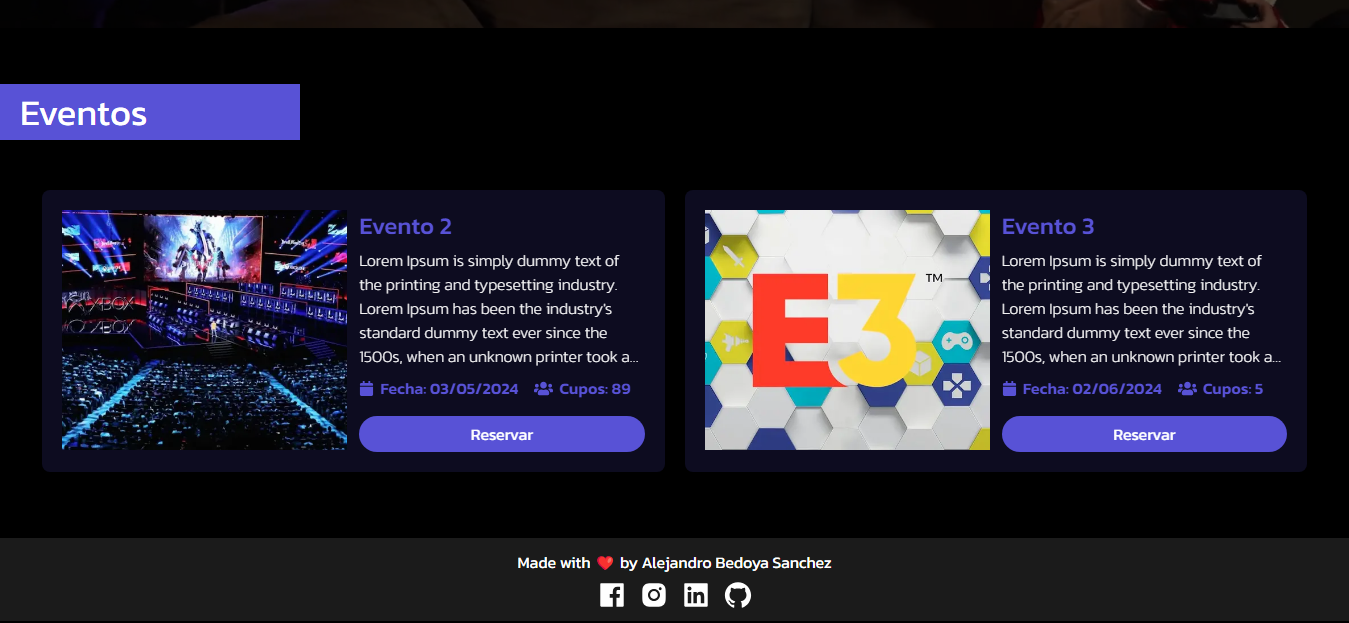 Eventos
Evento 2
Lorem Ipsum is simply dummy text of
the printing and typesetting industry.
Lorem Ipsum has been the industry's
standard dummy text ever since the
1500s, when an unknown printer took a...
Fecha: 03/05/2024 Cupos: 89
Reservar
XBOX
E3™
Evento 3
Lorem Ipsum is simply dummy text of
the printing and typesetting industry.
Lorem Ipsum has been the industry's
standard dummy text ever since the
1500s, when an unknown printer took a...
Fecha: 02/06/2024 Cupos: 5
Reservar
Made with ❤️ by Alejandro Bedoya Sanchez